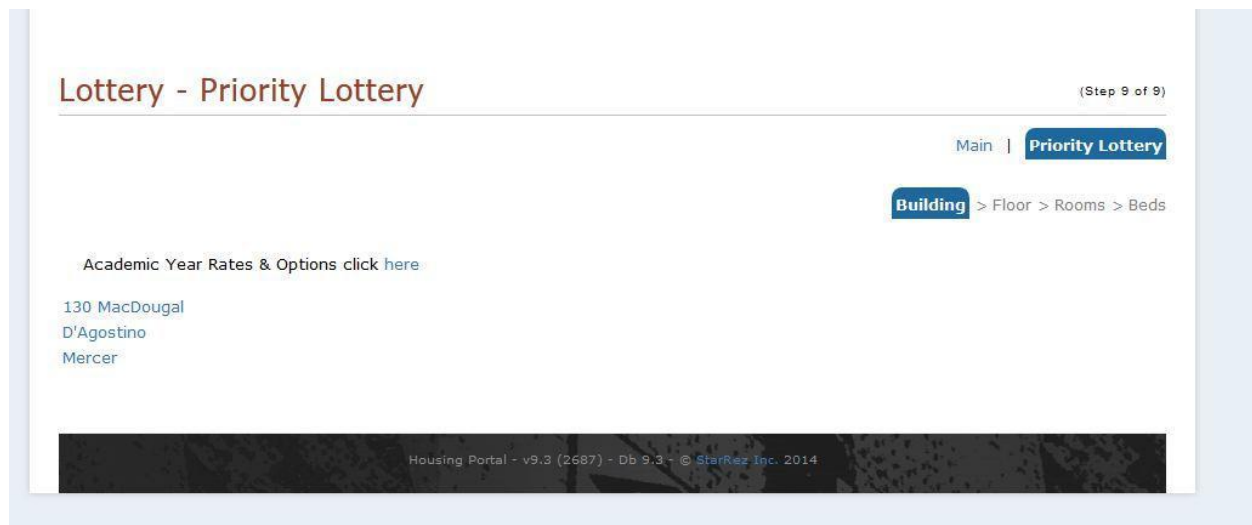 Lottery - Priority Lottery
(Step 9 of 9)
Main | Priority Lottery
Building > Floor > Rooms > Beds
Academic Year Rates & Options click here
130 MacDougal
D'Agostino
Mercer
Housing Portal - v9.3 (2687) - Db 9.3 - © StarRez Inc. 2014